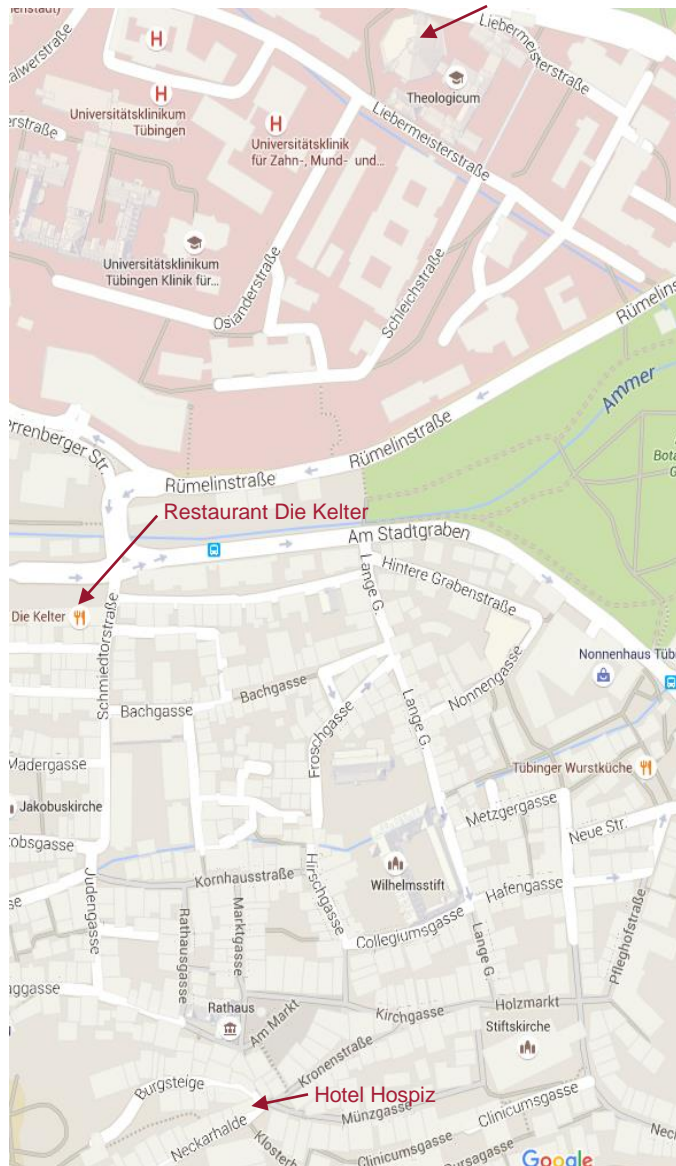 Liebermeisterstraße
Theologicum
Universitätsklinikum
Tübingen
Universitätsklinik
für Zahn-, Mund- und...
Liebermeisterstraße
Universitätsklinikum
Tübingen Klinik für...
Osianderstraße
Schleichstraße
Rümelinstraße
Rümelinstraße
Ammer
Restaurant Die Kelter
Am Stadtgraben
Lange G.
Hintere Grabenstraße
Die Kelter
Schmiedtorstraße
Nonnengasse
Bachgasse
Bachgasse
Froschgasse
Lange G.
Madergasse
Tübinger Wurstküche
Jakobuskirche
Metzgergasse
Neue Str.
Judengasse
Kornhausstraße
Hirschgasse
Wilhelmsstift
Hafengasse
Collegiumsgasse
Lange G.
Pfleghofstraße
Rathausgasse
Marktgasse
Rathaus
Am Markt
Kirchgasse
Holzmarkt
Stiftskirche
Kronenstraße
Burgsteige
Hotel Hospiz
Münzgasse
Clinicumsgasse
Neckarhalde
Clinicumsgasse
Google
H
H
H